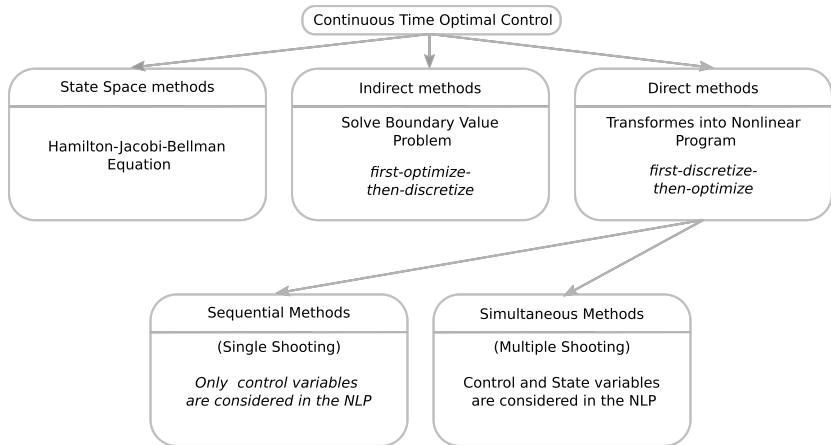 Continuous Time Optimal Control
State Space methods
Hamilton-Jacobi-Bellman
Equation
Indirect methods
Solve Boundary Value
Problem
first-optimize-
then-discretize
Direct methods
Transformes into Nonlinear
Program
first-discretize-
then-optimize
Sequential Methods
(Single Shooting)
Only control variables
are considered in the NLP
Simultaneous Methods
(Multiple Shooting)
Control and State variables
are considered in the NLP